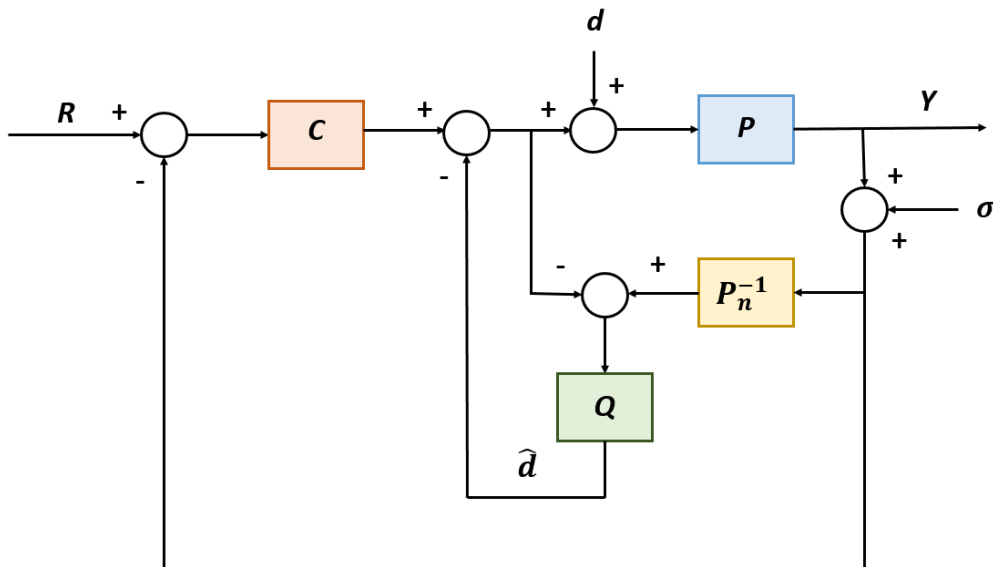 d
R + C + + + P Y
- - +
+ σ
+
- + P_n^{-1}
Q
d̂